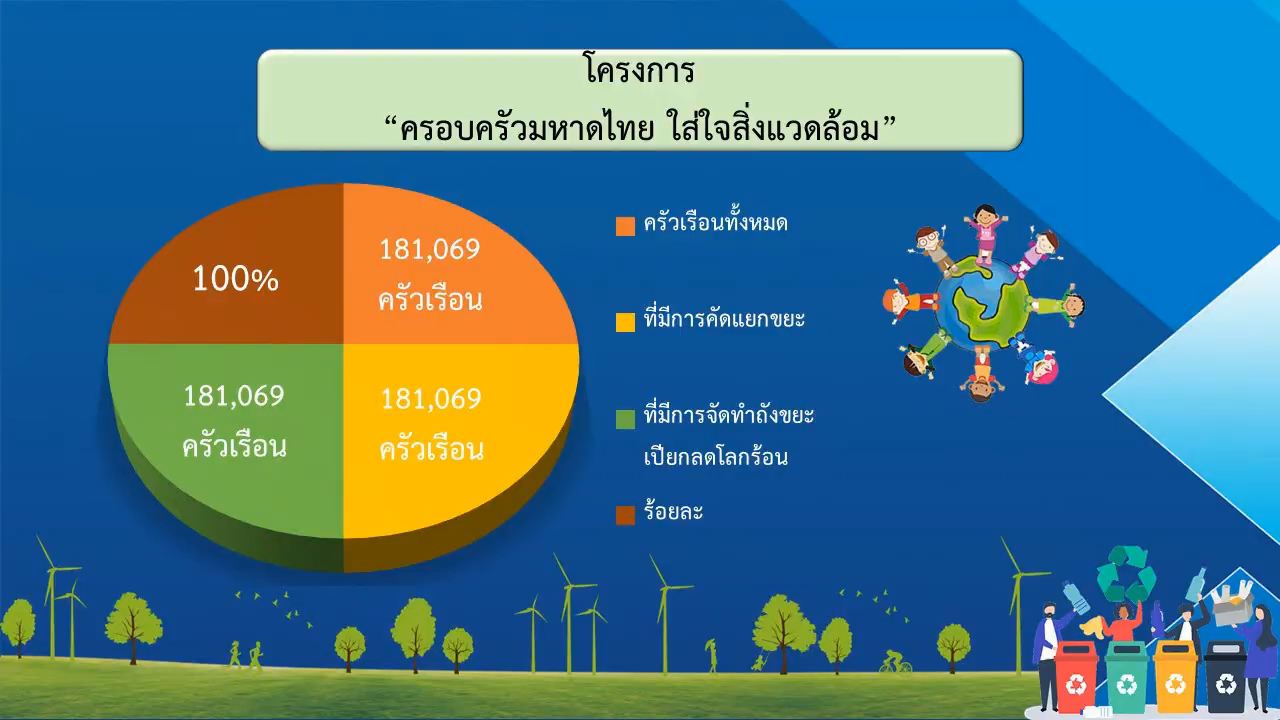 โครงการ
“ครอบครัวมหาดไทย ใส่ใจสิ่งแวดล้อม”
100%
181,069
ครัวเรือน
181,069
ครัวเรือน
181,069
ครัวเรือน
ครัวเรือนทั้งหมด
ที่มีการคัดแยกขยะ
ที่มีการจัดทำถังขยะ
เปียกลดโลกร้อน
ร้อยละ